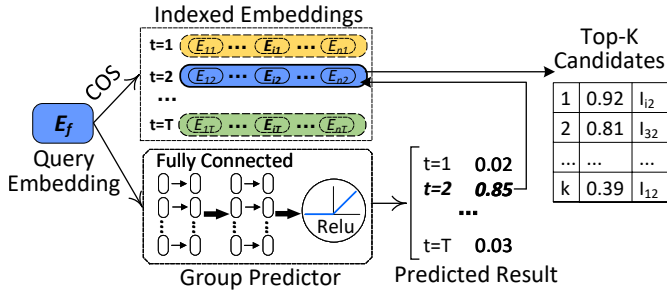 Indexed Embeddings
t=1 E11 ... Ei1 ... En1
t=2 E12 ... Ei2 ... En2
...
t=T E1T ... EiT ... EnT
COS
Ef
Query
Embedding
Fully Connected
Relu
Group Predictor
t=1 0.02
t=2 0.85
...
t=T 0.03
Predicted Result
Top-K
Candidates
1 0.92 Ii2
2 0.81 I32
... ... ...
k 0.39 I12